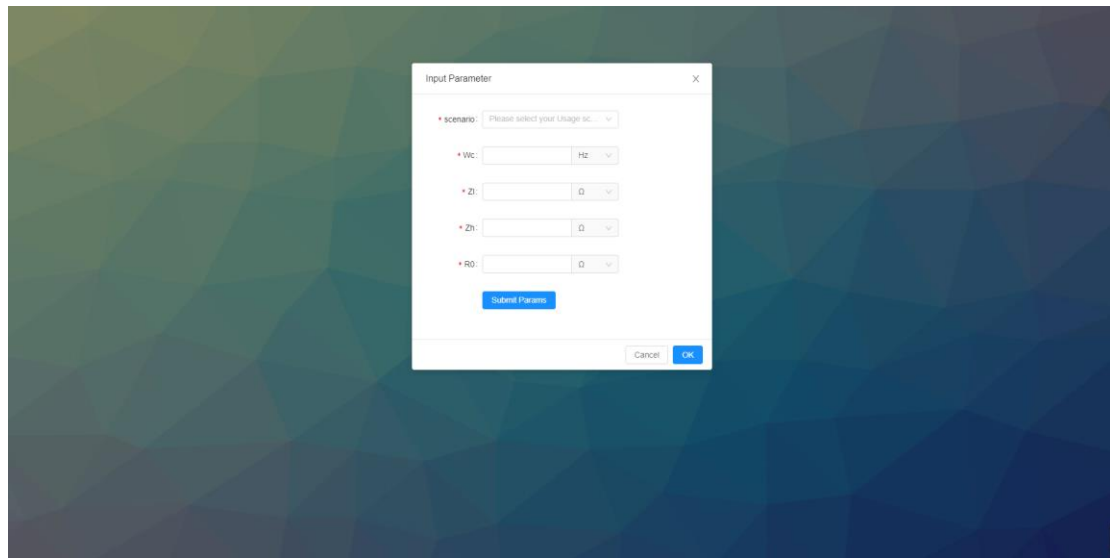 Input Parameter X
* scenario: Please select your Usage sc...
* Wc: Hz
* Zl: Ω
* Zh: Ω
* R0: Ω
Submit Params
Cancel OK